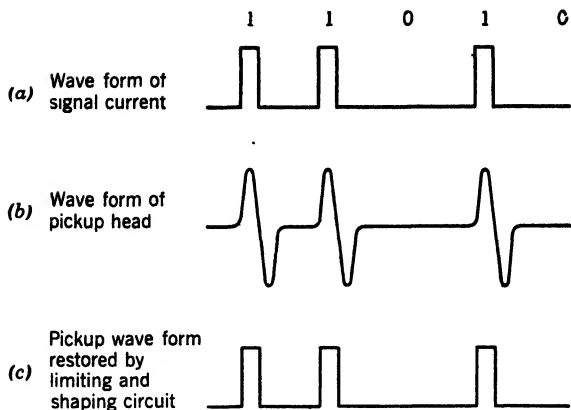 1 1 0 1 0
(a) Wave form of
signal current
(b) Wave form of
pickup head
(c) Pickup wave form
restored by
limiting and
shaping circuit